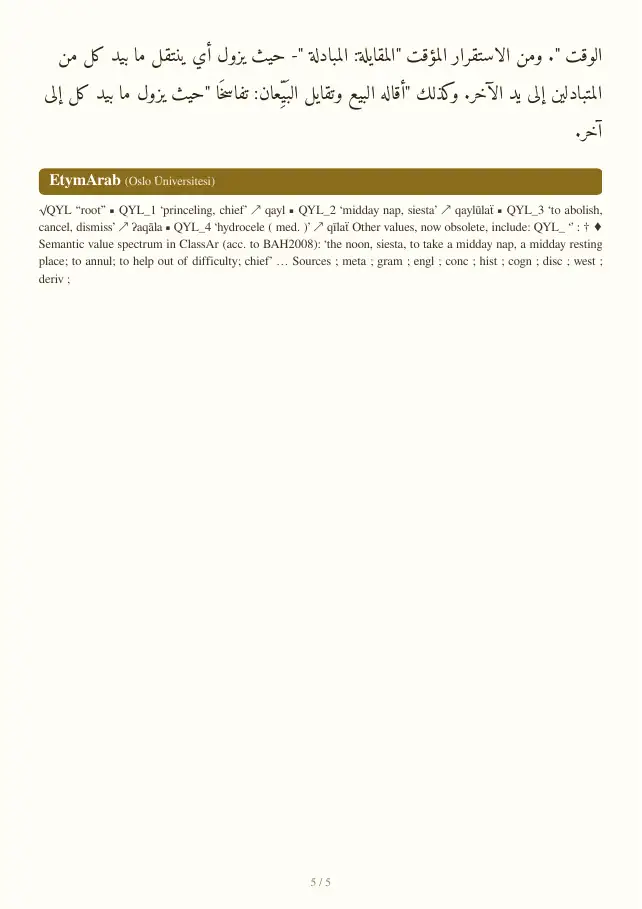 الوقت ". ومن الاستقرار المؤقت "المقايلة: المبادلة "- حيث يزول أي ينتقل ما بيد كل من
المتبادلين إلى يد الآخر. وكذلك "أقاله البيع وتقايل البَيِّعان: تفاسخَا "حيث يزول ما بيد كل إلى
آخر.
EtymArab (Oslo Üniversitesi)
√QYL “root” ▪ QYL_1 ‘princeling, chief’ ↗ qayl ▪ QYL_2 ‘midday nap, siesta’ ↗ qaylūlaẗ ▪ QYL_3 ‘to abolish,
cancel, dismiss’ ↗ ʔaqāla ▪ QYL_4 ‘hydrocele ( med. )’ ↗ qīlaẗ Other values, now obsolete, include: QYL_ ‘’ : † ♦
Semantic value spectrum in ClassAr (acc. to BAH2008): ‘the noon, siesta, to take a midday nap, a midday resting
place; to annul; to help out of difficulty; chief’ … Sources ; meta ; gram ; engl ; conc ; hist ; cogn ; disc ; west ;
deriv ;
5 / 5